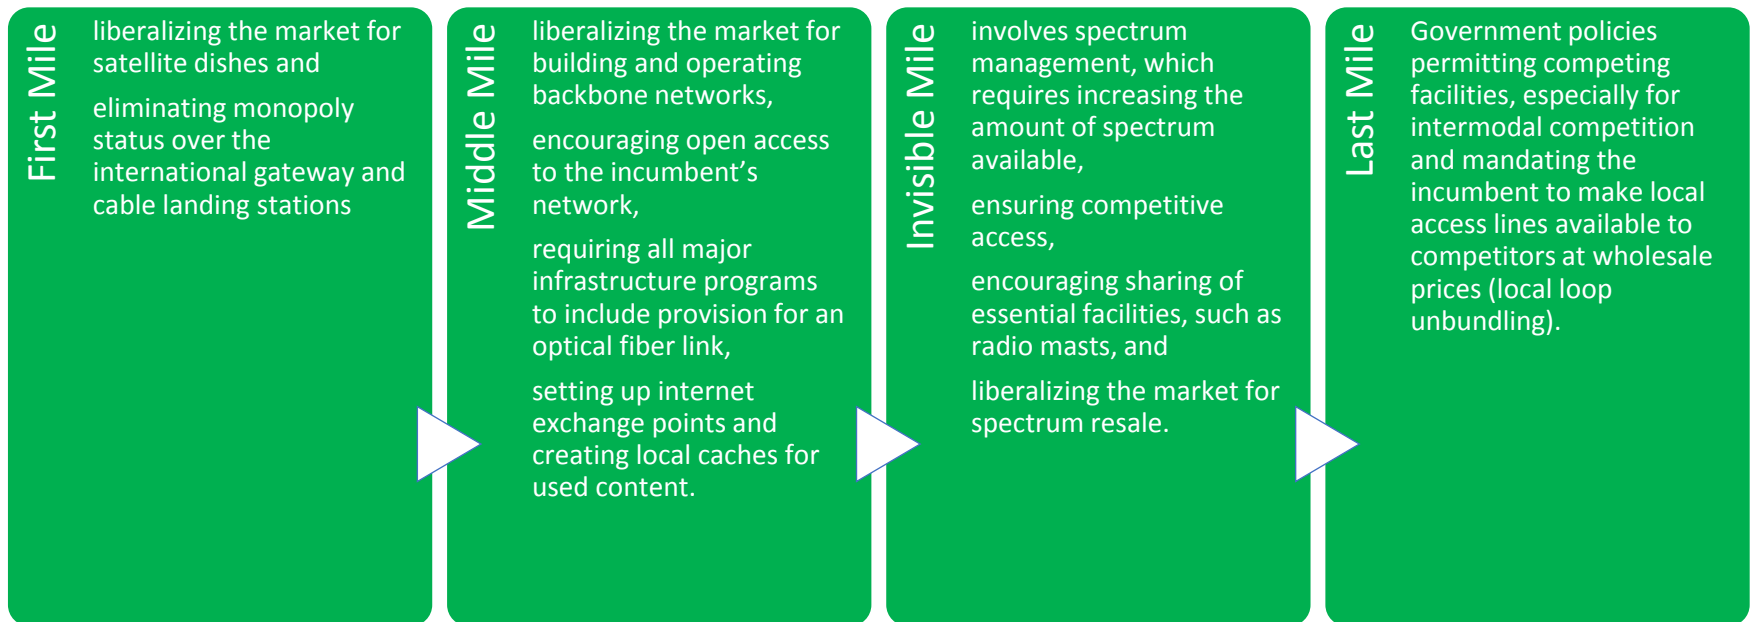 First Mile
liberalizing the market for
satellite dishes and
eliminating monopoly
status over the
international gateway and
cable landing stations
Middle Mile
liberalizing the market for
building and operating
backbone networks,
encouraging open access
to the incumbent’s
network,
requiring all major
infrastructure programs
to include provision for an
optical fiber link,
setting up internet
exchange points and
creating local caches for
used content.
Invisible Mile
involves spectrum
management, which
requires increasing the
amount of spectrum
available,
ensuring competitive
access,
encouraging sharing of
essential facilities, such as
radio masts, and
liberalizing the market for
spectrum resale.
Last Mile
Government policies
permitting competing
facilities, especially for
intermodal competition
and mandating the
incumbent to make local
access lines available to
competitors at wholesale
prices (local loop
unbundling).